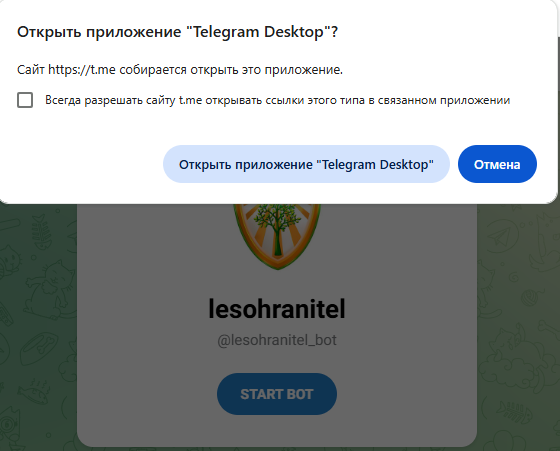 Открыть приложение "Telegram Desktop"?
Сайт https://t.me собирается открыть это приложение.
Всегда разрешать сайту t.me открывать ссылки этого типа в связанном приложении
Открыть приложение "Telegram Desktop"
Отмена
lesohranitel
@lesohranitel_bot
START BOT